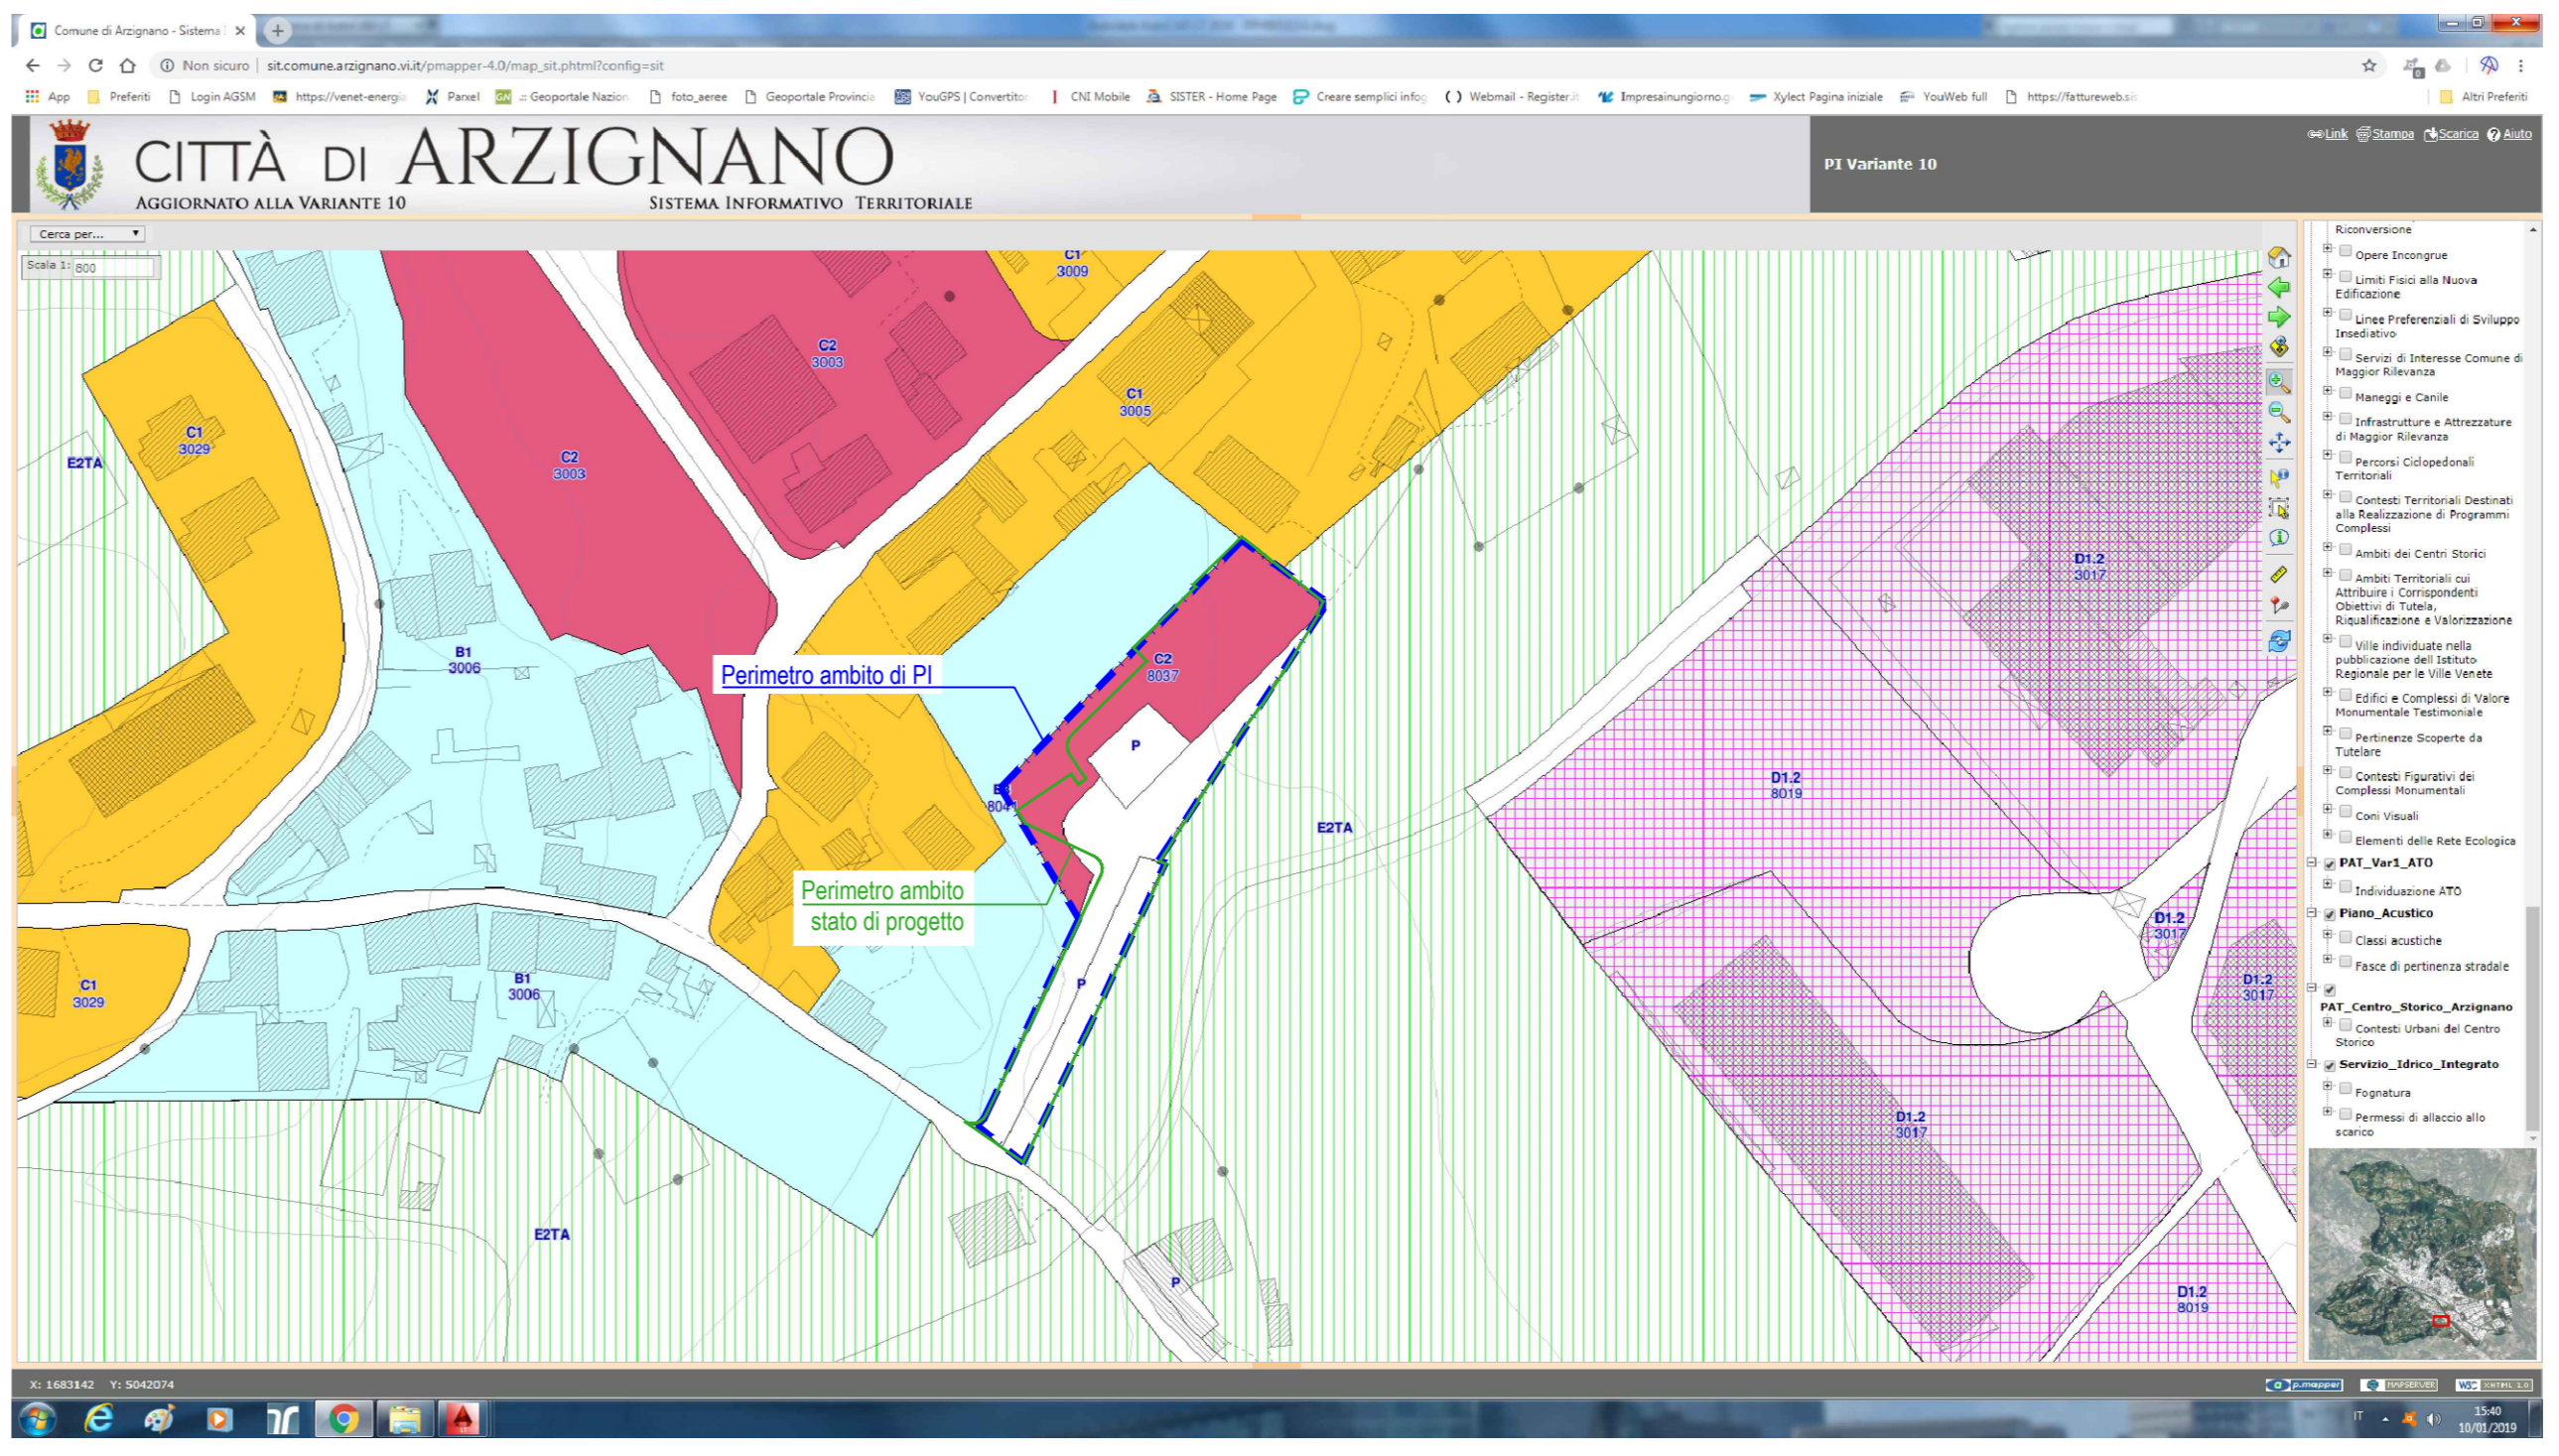 Comune di Arzignano - Sistema
Non sicuro | sit.comune.arzignano.vi.it/pmapper-4.0/map_sit.phtml?config=sit
App Preferiti Login AGSM https://venet-energia Parxel .:: Geoportale Nazion Geoportale foto_aeree Geoportale Provincia YouGPS | Convertitor CNI Mobile SISTER - Home Page Creare semplici infog Webmail - Register.it Impresainungiorno.g Xylect Pagina iniziale YouWeb full https://fattureweb.sis Altri Preferiti
CITTÀ DI ARZIGNANO
AGGIORNATO ALLA VARIANTE 10 SISTEMA INFORMATIVO TERRITORIALE
PI Variante 10
Link Stampa Scarica Aiuto
Cerca per...
Scala 1: 800
C1
3009
C2
3003
C1
3005
C1
3029
E2TA
C2
3003
D1.2
3017
B1
3006
Perimetro ambito di PI
C2
8037
P
D1.2
8019
8041
E2TA
Perimetro ambito
stato di progetto
D1.2
3017
P
C1
3029
B1
3006
D1.2
3017
D1.2
3017
E2TA
P
D1.2
8019
Riconversione
Opere Incongrue
Limiti Fisici alla Nuova
Edificazione
Linee Preferenziali di Sviluppo
Insediativo
Servizi di Interesse Comune di
Maggior Rilevanza
Maneggi e Canile
Infrastrutture e Attrezzature
di Maggior Rilevanza
Percorsi Ciclopedonali
Territoriali
Contesti Territoriali Destinati
alla Realizzazione di Programmi
Complessi
Ambiti dei Centri Storici
Ambiti Territoriali cui
Attribuire i Corrispondenti
Obiettivi di Tutela,
Riqualificazione e Valorizzazione
Ville individuate nella
pubblicazione dell Istituto
Regionale per le Ville Venete
Edifici e Complessi di Valore
Monumentale Testimoniale
Pertinenze Scoperte da
Tutelare
Contesti Figurativi dei
Complessi Monumentali
Coni Visuali
Elementi delle Rete Ecologica
PAT_Var1_ATO
Individuazione ATO
Piano_Acustico
Classi acustiche
Fasce di pertinenza stradale
PAT_Centro_Storico_Arzignano
Contesti Urbani del Centro
Storico
Servizio_Idrico_Integrato
Fognatura
Permessi di allaccio allo
scarico
X: 1683142 Y: 5042074
p.mapper MAPSERVER W3C XHTML 1.0
IT 15:40
10/01/2019